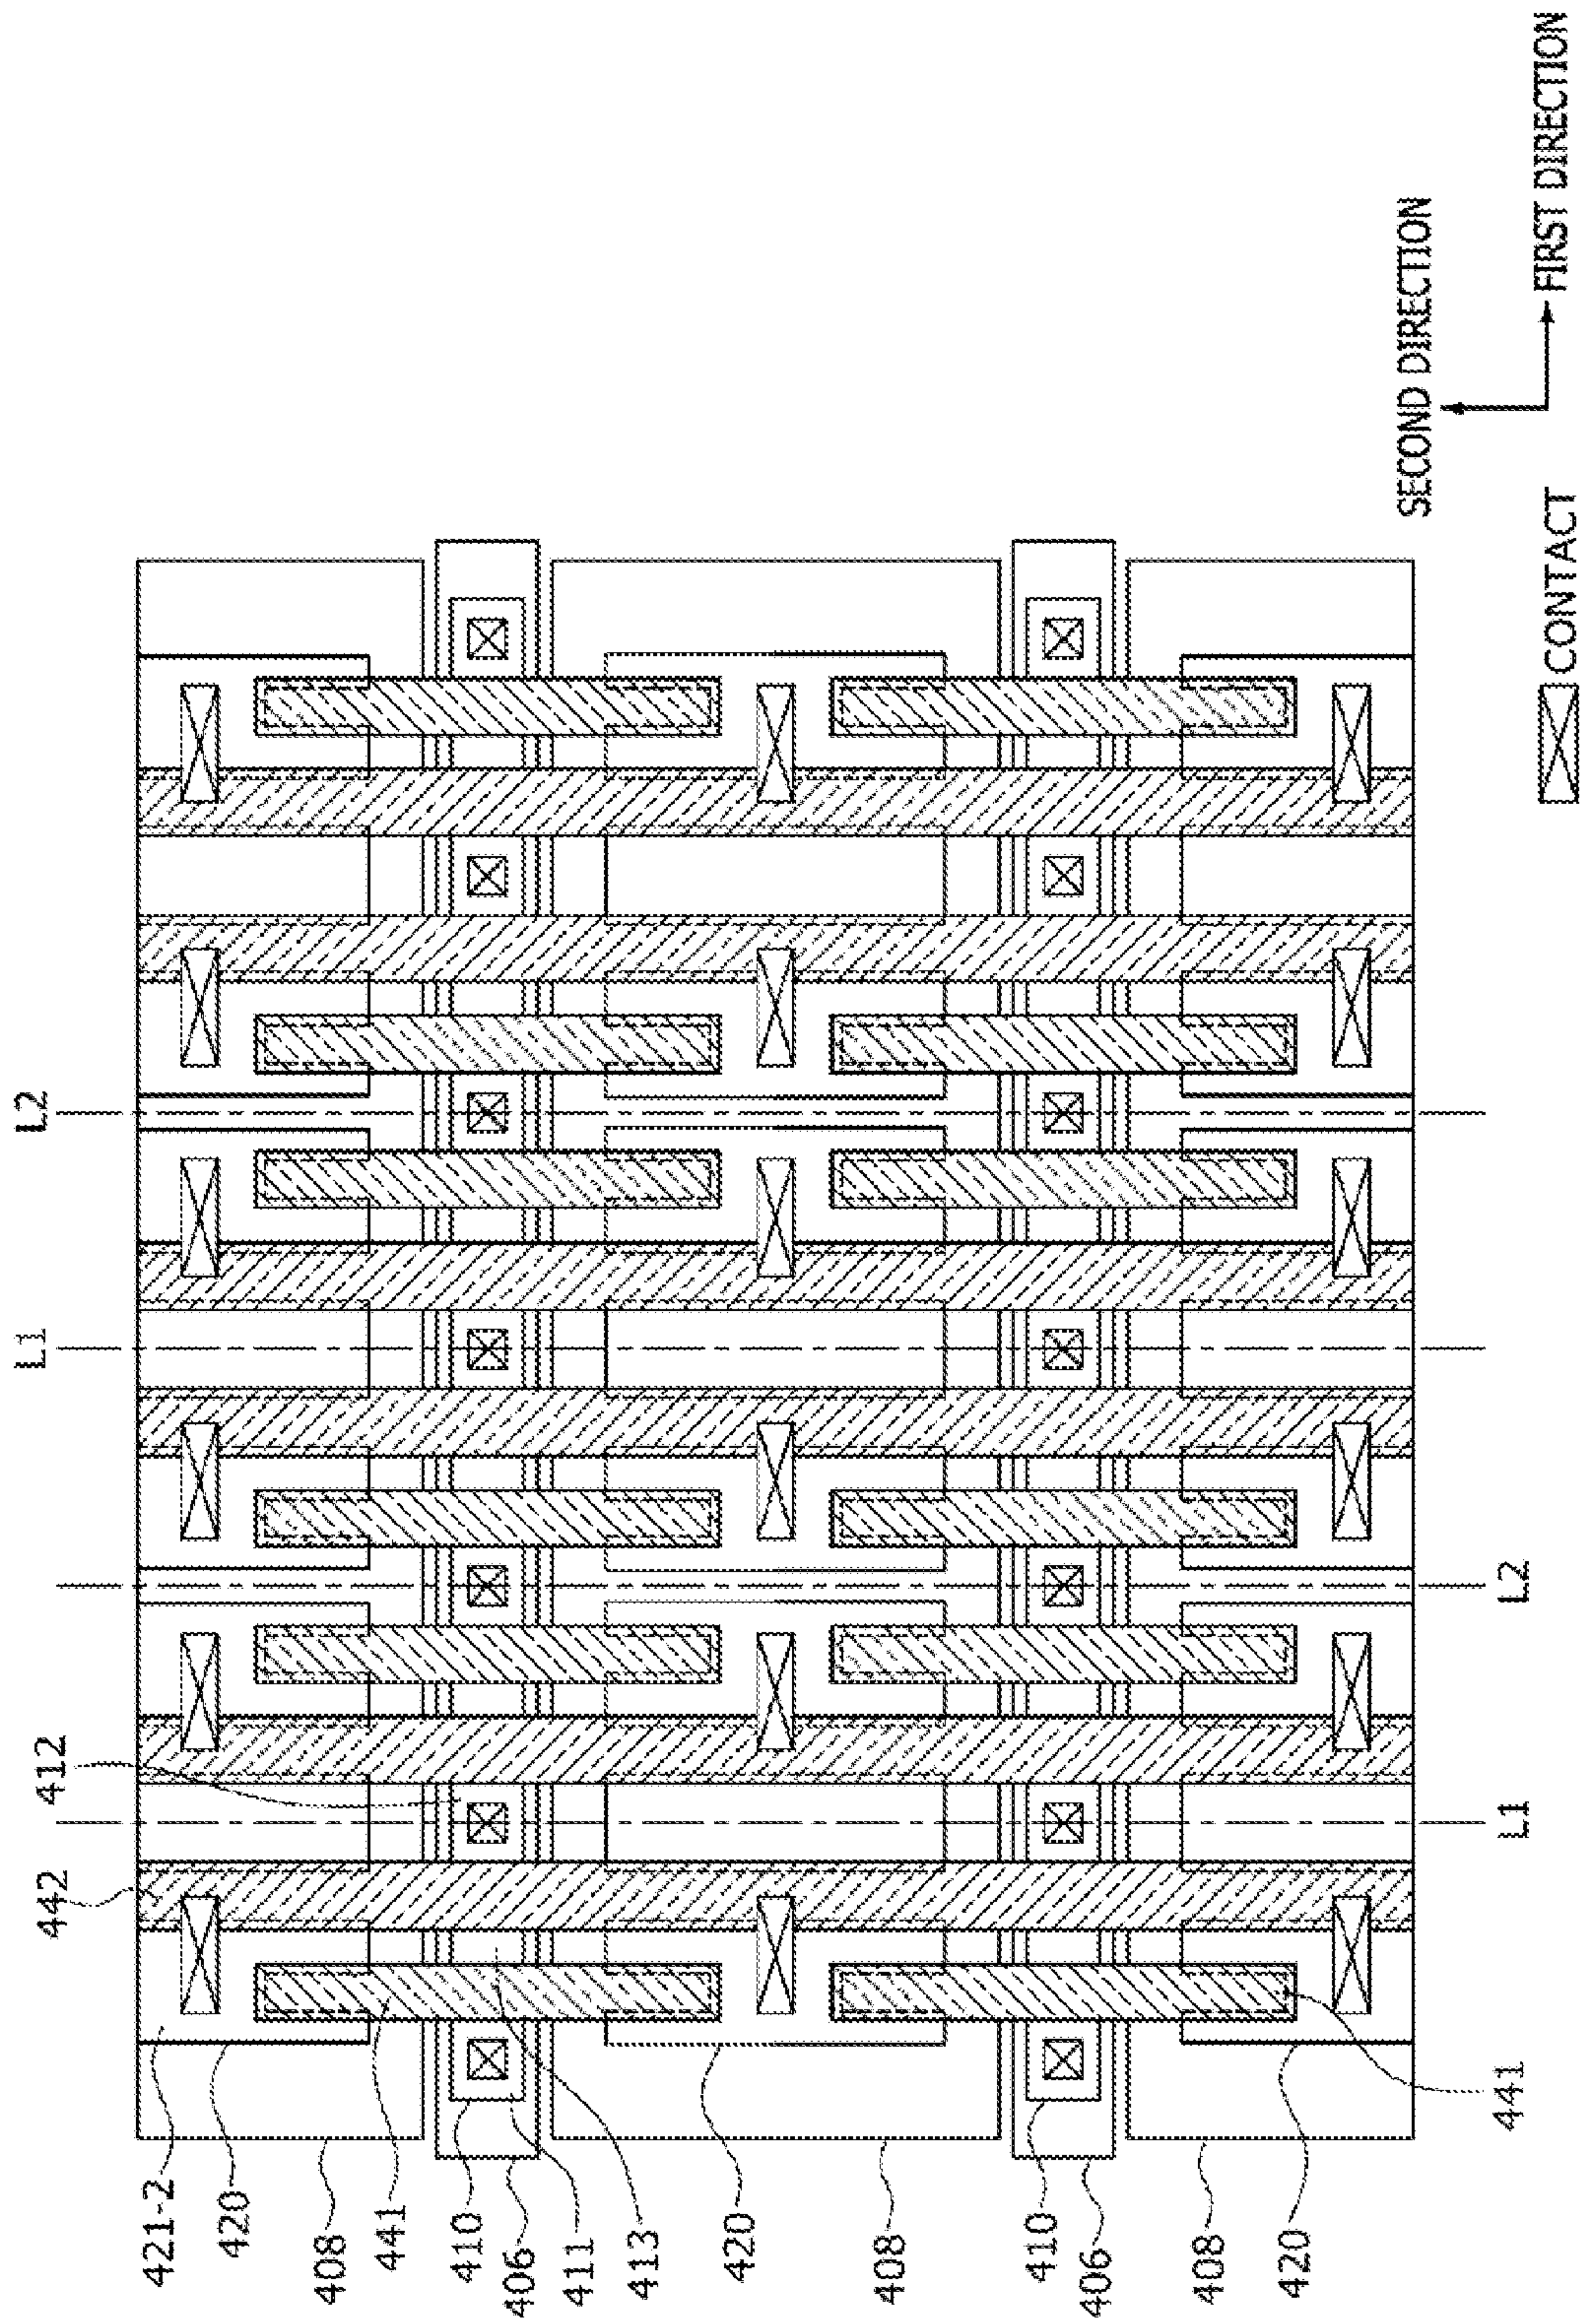 421-2
420
408
441
410
406
411
413
420
408
410
406
408
420
442
412
441
L1
L2
L1
L2
CONTACT
SECOND DIRECTION
FIRST DIRECTION